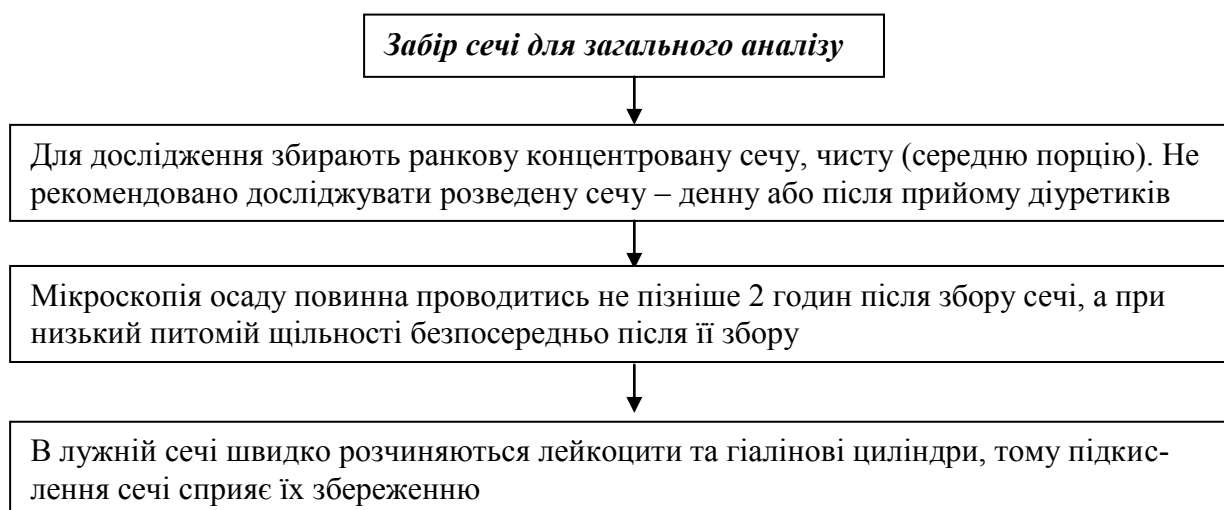 Забір сечі для загального аналізу
Для дослідження збирають ранкову концентровану сечу, чисту (середню порцію). Не
рекомендовано досліджувати розведену сечу – денну або після прийому діуретиків
Мікроскопія осаду повинна проводитись не пізніше 2 годин після збору сечі, а при
низький питомій щільності безпосередньо після її збору
В лужній сечі швидко розчиняються лейкоцити та гіалінові циліндри, тому підкис-
лення сечі сприяє їх збереженню